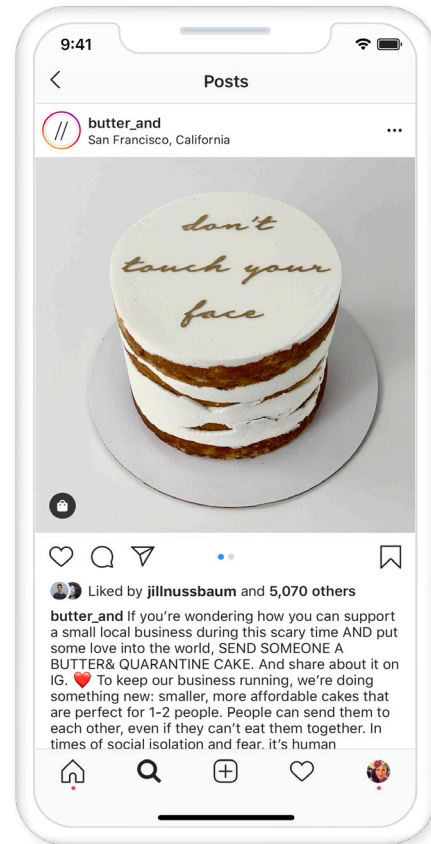 9:41
Posts
butter_and
San Francisco, California
don't
touch your
face
Liked by jillnussbaum and 5,070 others
butter_and If you're wondering how you can support
a small local business during this scary time AND put
some love into the world, SEND SOMEONE A
BUTTER& QUARANTINE CAKE. And share about it on
IG. ❤️ To keep our business running, we're doing
something new: smaller, more affordable cakes that
are perfect for 1-2 people. People can send them to
each other, even if they can't eat them together. In
times of social isolation and fear, it's human